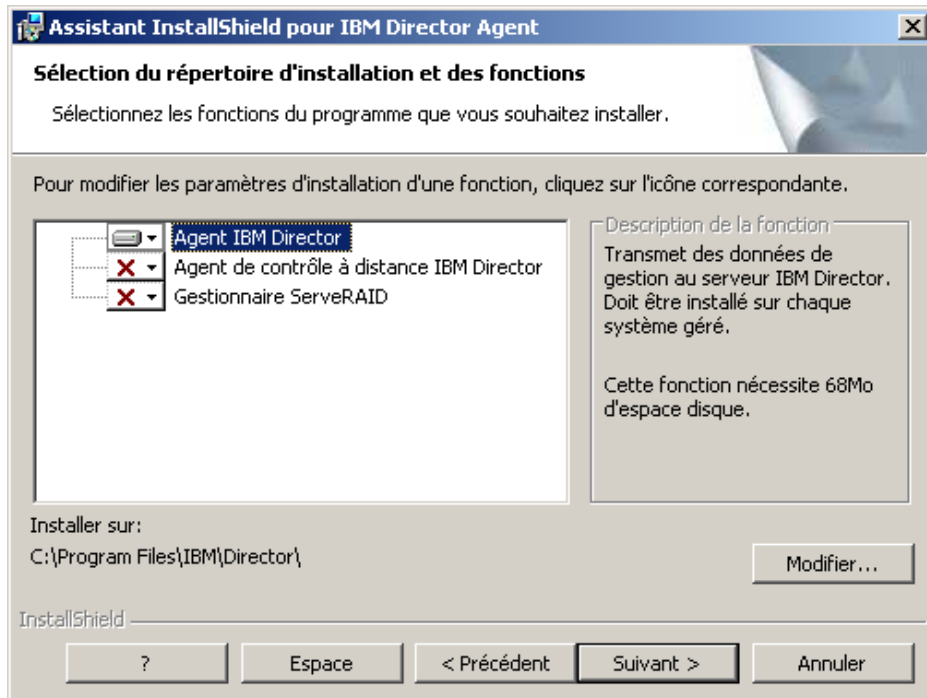 Assistant InstallShield pour IBM Director Agent
Sélection du répertoire d'installation et des fonctions
Sélectionnez les fonctions du programme que vous souhaitez installer.
Pour modifier les paramètres d'installation d'une fonction, cliquez sur l'icône correspondante.
Agent IBM Director
Agent de contrôle à distance IBM Director
Gestionnaire ServeRAID
Description de la fonction
Transmet des données de
gestion au serveur IBM Director.
Doit être installé sur chaque
système géré.
Cette fonction nécessite 68Mo
d'espace disque.
Installer sur:
C:\Program Files\IBM\Director\
Modifier...
InstallShield
?
Espace
< Précédent
Suivant >
Annuler